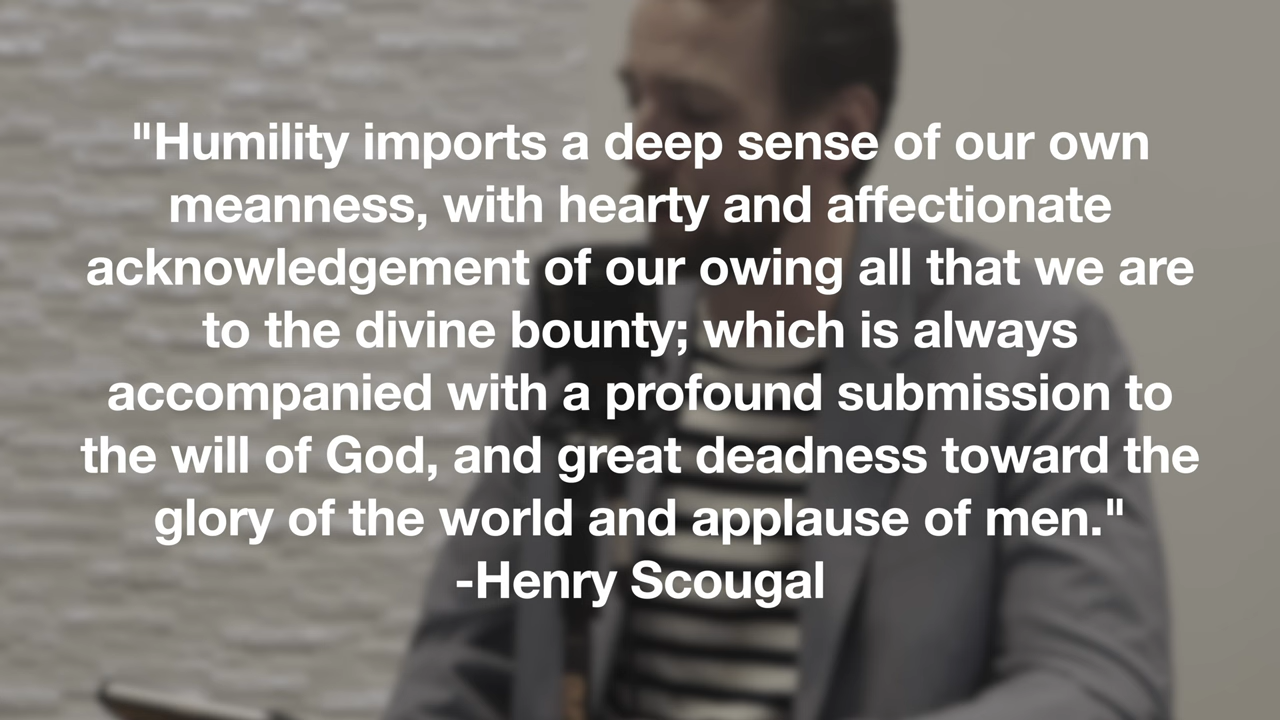 "Humility imports a deep sense of our own
meanness, with hearty and affectionate
acknowledgement of our owing all that we are
to the divine bounty; which is always
accompanied with a profound submission to
the will of God, and great deadness toward the
glory of the world and applause of men."
-Henry Scougal